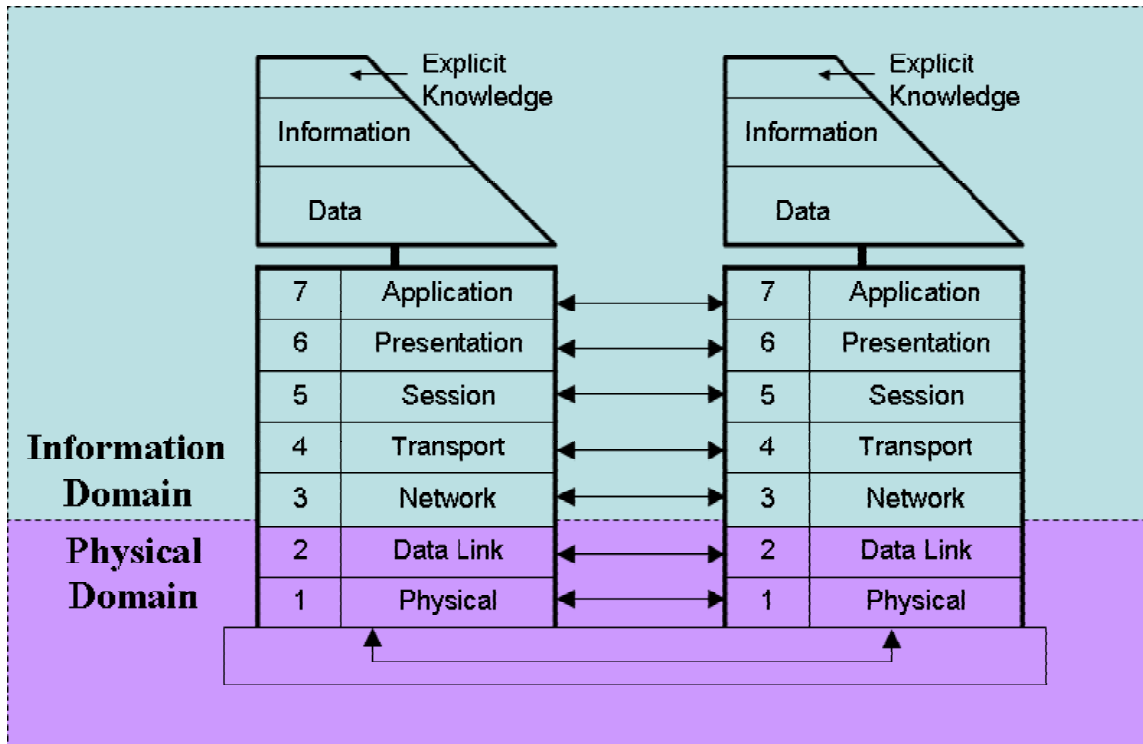 Explicit
Knowledge
Explicit
Knowledge
Information
Information
Data
Data
7 Application
7 Application
6 Presentation
6 Presentation
5 Session
5 Session
Information
Domain
4 Transport
4 Transport
3 Network
3 Network
Physical
Domain
2 Data Link
2 Data Link
1 Physical
1 Physical